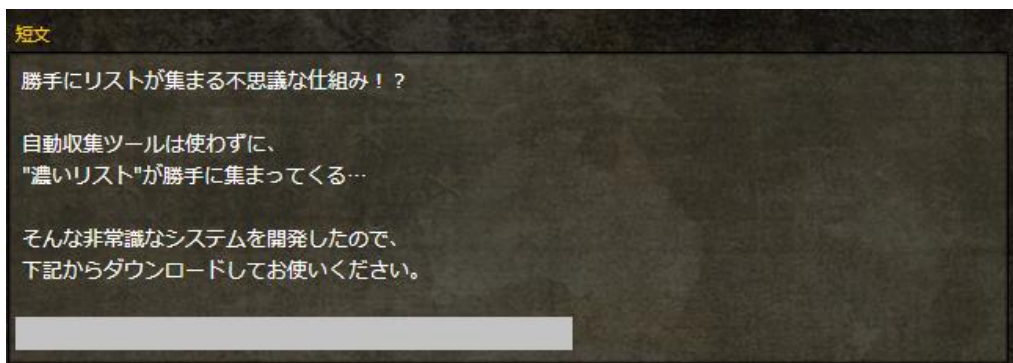 短文
勝手にリストが集まる不思議な仕組み！？
自動収集ツールは使わずに、
"濃いリスト"が勝手に集まってくる…
そんな非常識なシステムを開発したので、
下記からダウンロードしてお使いください。